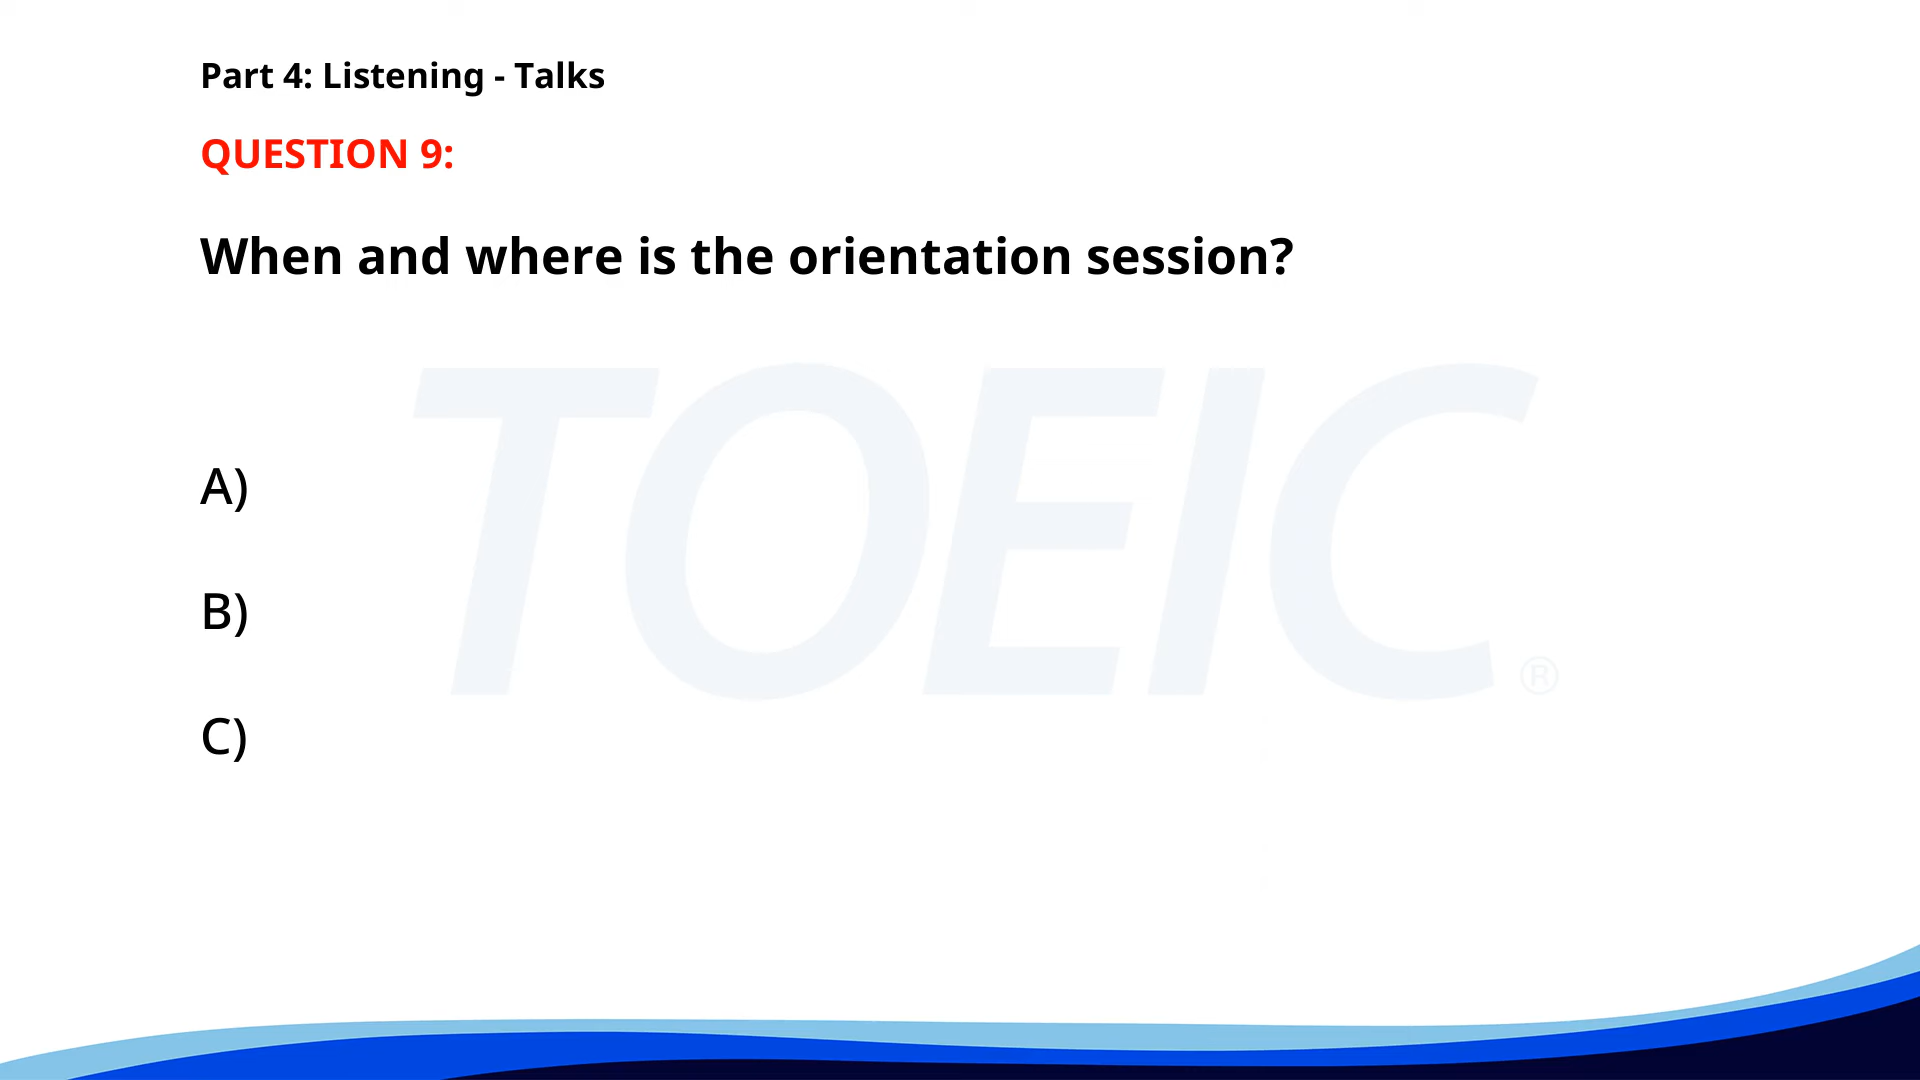 Part 4: Listening - Talks
QUESTION 9:
When and where is the orientation session?
TOEIC®
A)
B)
C)